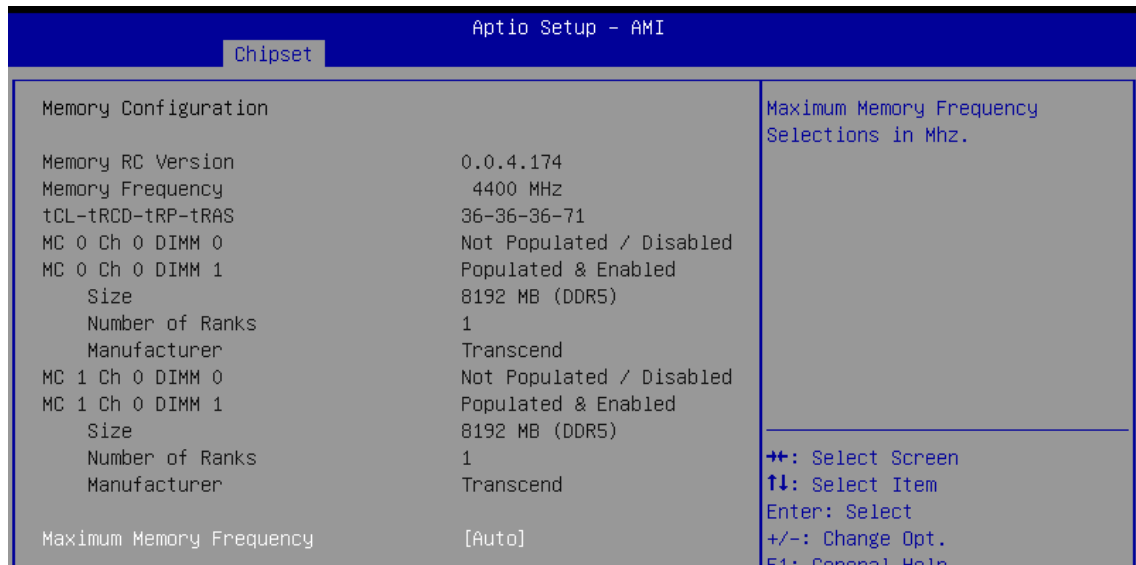 Aptio Setup – AMI
Chipset
Memory Configuration
Memory RC Version 0.0.4.174
Memory Frequency 4400 MHz
tCL-tRCD-tRP-tRAS 36-36-36-71
MC 0 Ch 0 DIMM 0 Not Populated / Disabled
MC 0 Ch 0 DIMM 1 Populated & Enabled
Size 8192 MB (DDR5)
Number of Ranks 1
Manufacturer Transcend
MC 1 Ch 0 DIMM 0 Not Populated / Disabled
MC 1 Ch 0 DIMM 1 Populated & Enabled
Size 8192 MB (DDR5)
Number of Ranks 1
Manufacturer Transcend
Maximum Memory Frequency [Auto]
Maximum Memory Frequency
Selections in Mhz.
→←: Select Screen
↑↓: Select Item
Enter: Select
+/-: Change Opt.
F1: General Help